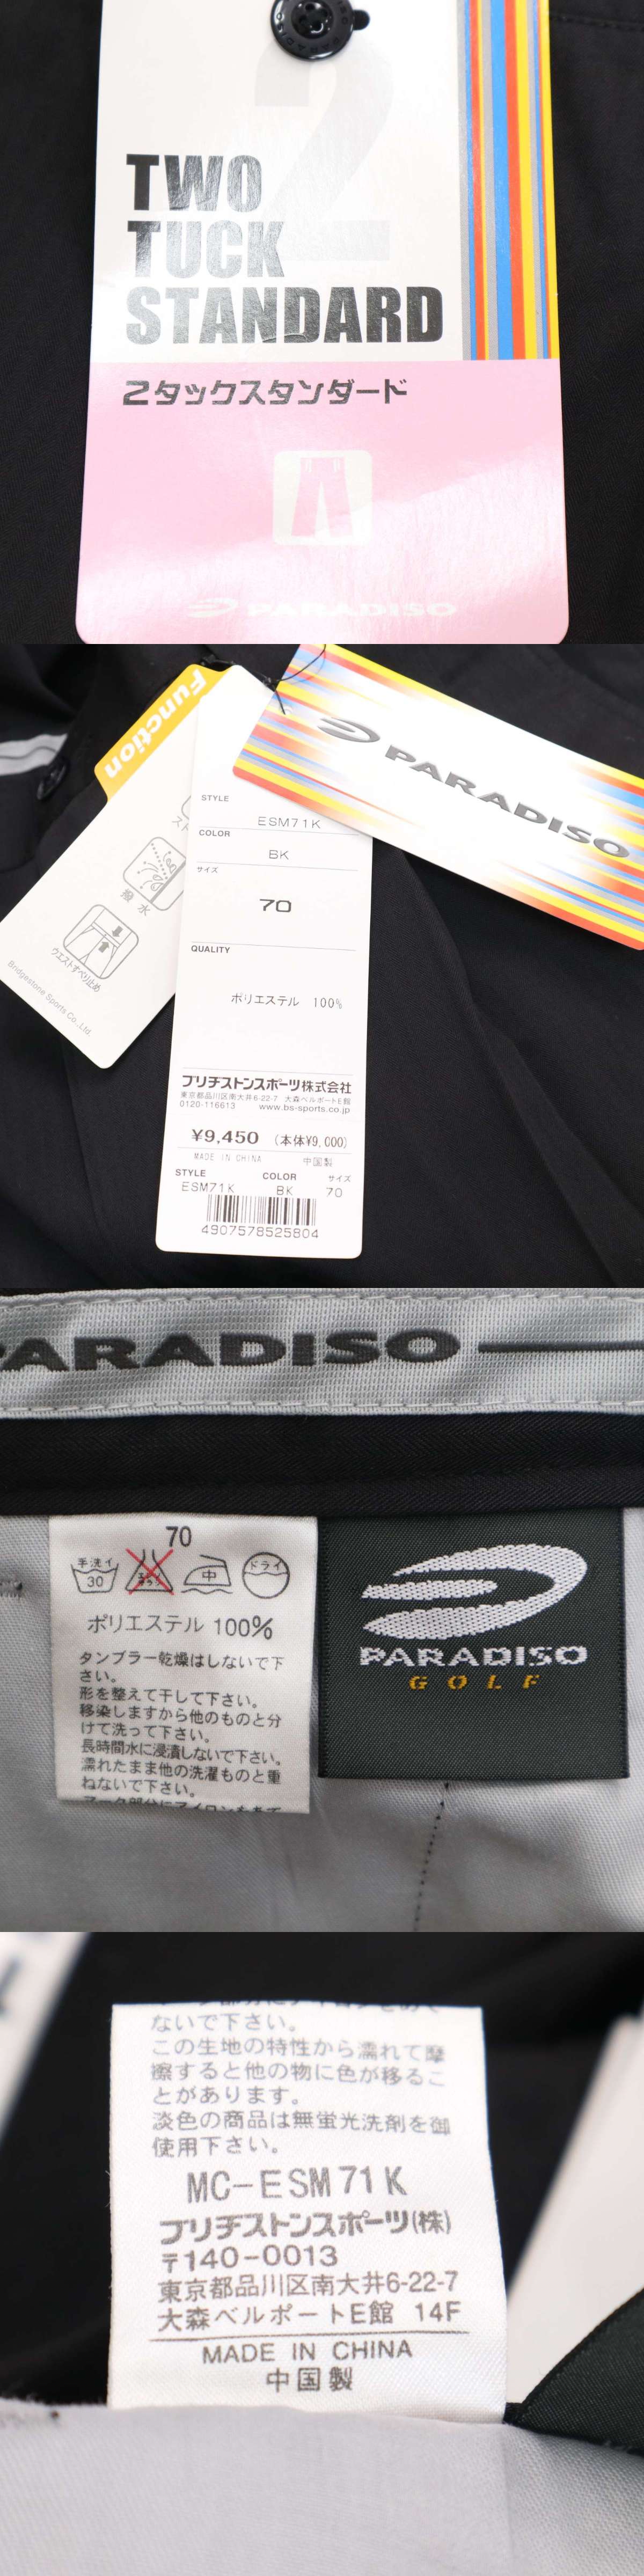 2
TWO
TUCK
STANDARD
2タックスタンダード
PARADISO
Function
撥水
ウエストすべり止め
Bridgestone Sports Co.,Ltd.
PARADISO
STYLE
ESM71K
COLOR
BK
サイズ
70
QUALITY
ポリエステル 100%
ブリヂストンスポーツ株式会社
東京都品川区南大井6-22-7 大森ベルポートE館
0120-116613 www.bs-sports.co.jp
¥9,450 (本体¥9,000)
MADE IN CHINA 中国製
STYLE COLOR サイズ
ESM71K BK 70
4907578525804
PARADISO
70
手洗イ 30 エンソサラシ 中 ドライ
ポリエステル 100%
タンブラー乾燥はしないで下
さい。
形を整えて干して下さい。
移染しますから他のものと分
けて洗って下さい。
長時間水に浸漬しないで下さい。
濡れたまま他の洗濯ものと重
ねないで下さい。
PARADISO
GOLF
ないで下さい。
この生地の特性から濡れて摩
擦すると他の物に色が移るこ
とがあります。
淡色の商品は無蛍光洗剤を御
使用下さい。
MC-ESM71K
ブリヂストンスポーツ(株)
〒140-0013
東京都品川区南大井6-22-7
大森ベルポートE館 14F
MADE IN CHINA
中国製